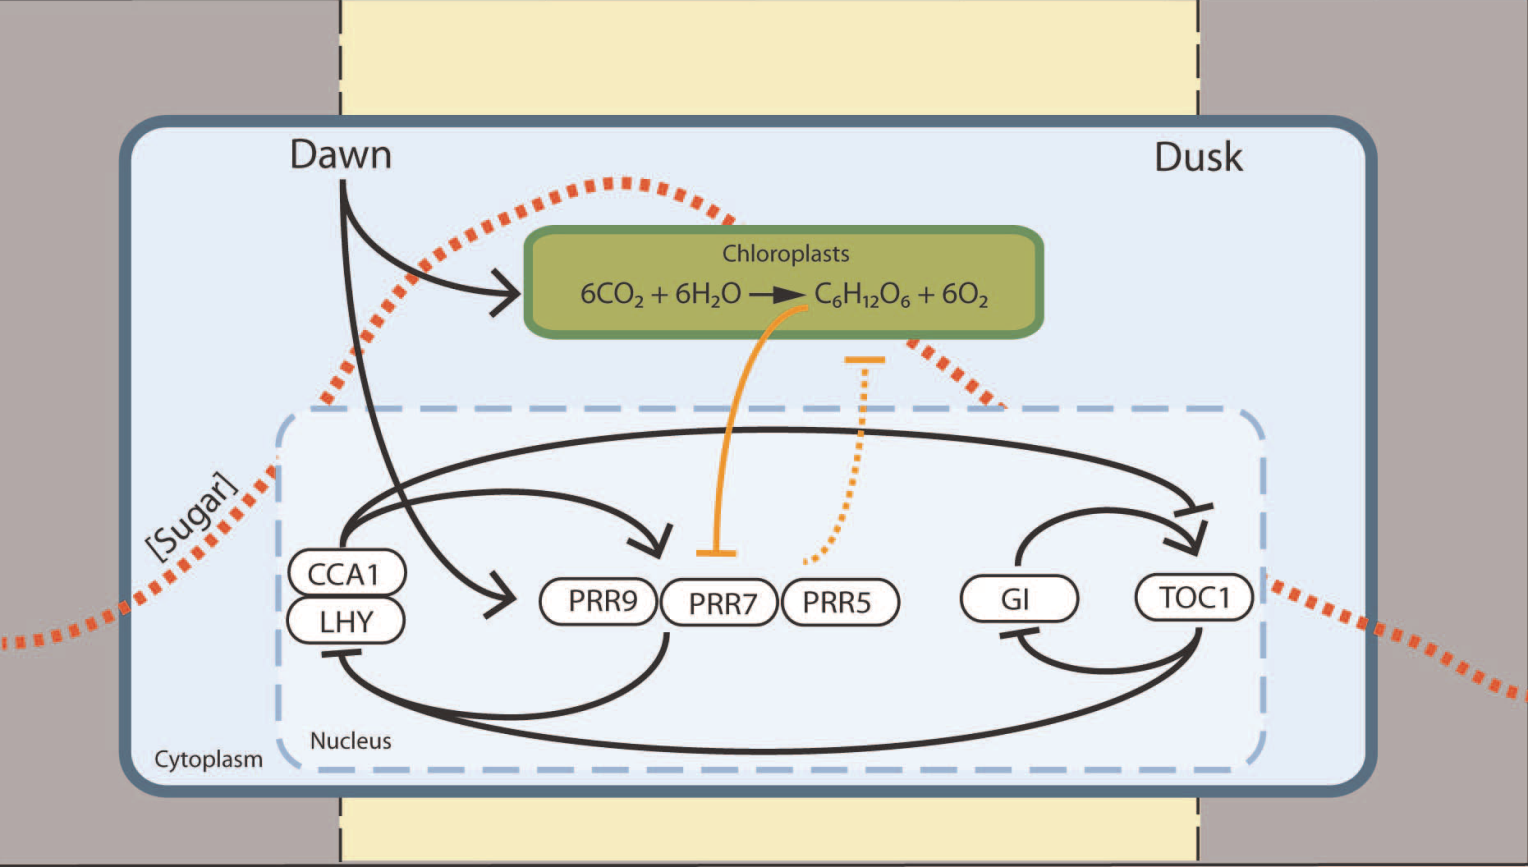 Dawn
Dusk
Chloroplasts
6CO₂ + 6H₂O → C₆H₁₂O₆ + 6O₂
[Sugar]
CCA1
LHY
PRR9
PRR7
PRR5
GI
TOC1
Nucleus
Cytoplasm